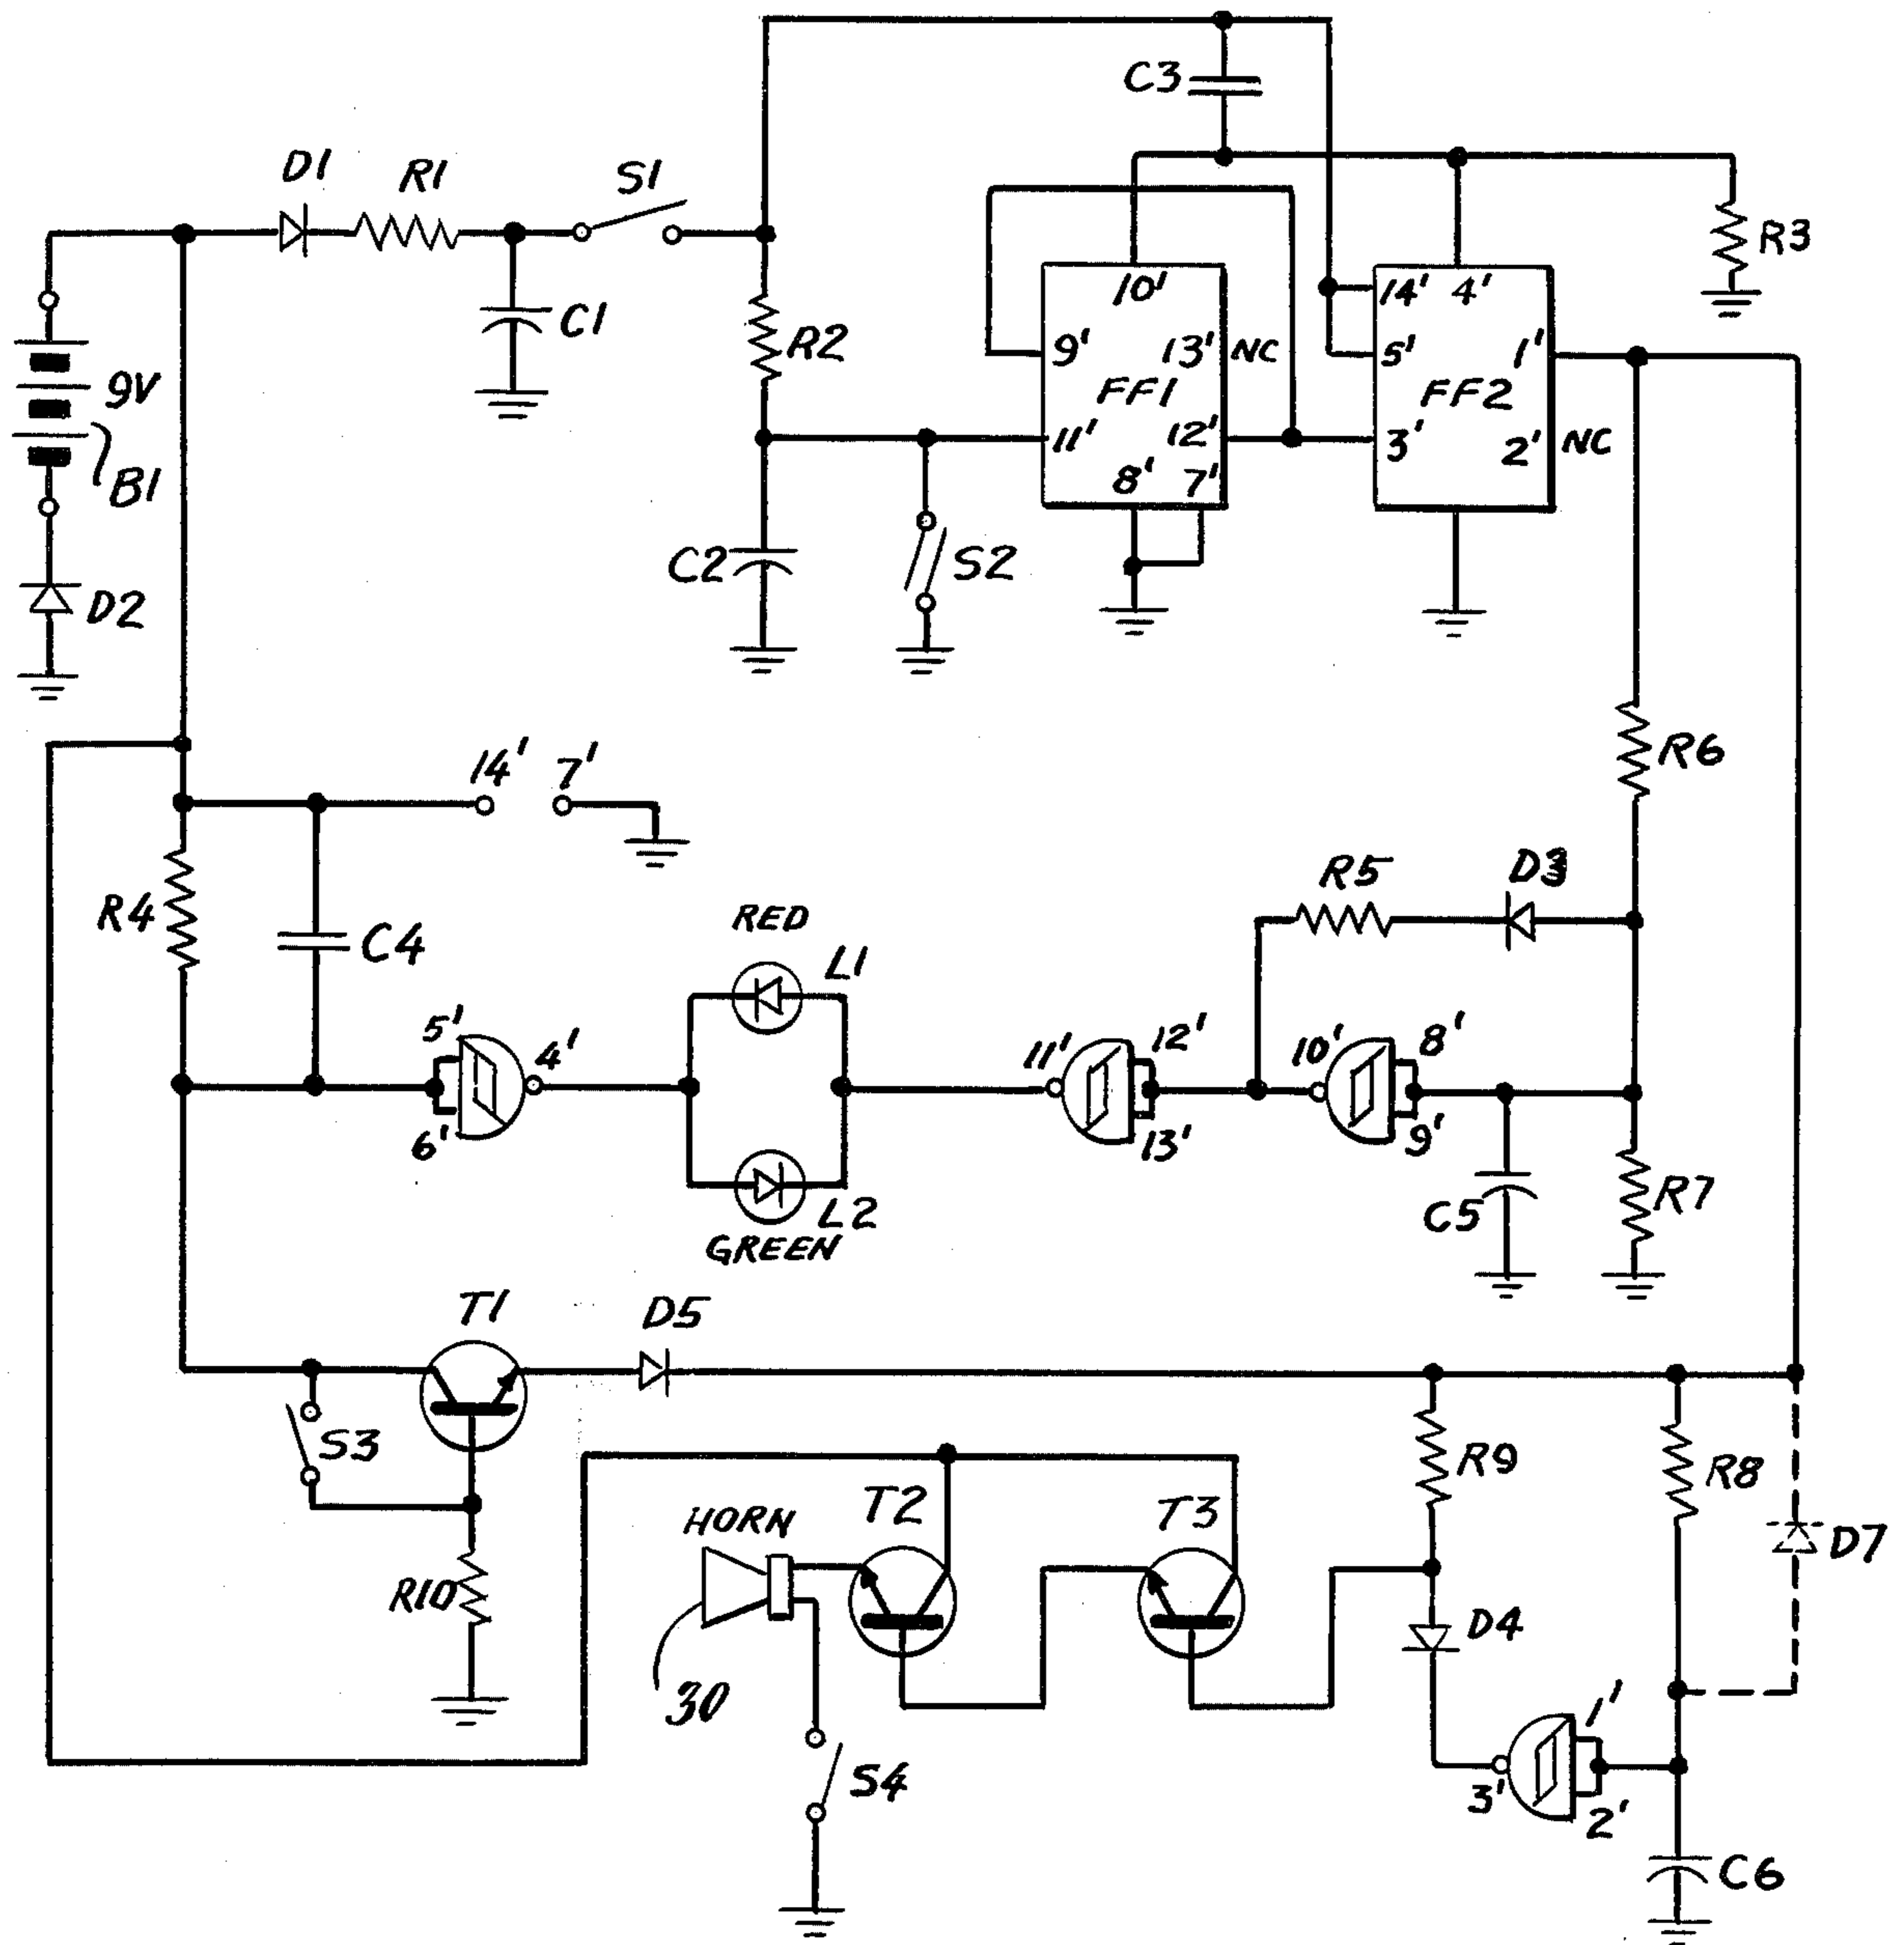 C3
D1
R1
S1
R3
C1
R2
10'
9'
13'
NC
FF1
11'
12'
8'
7'
14'
4'
5'
1'
FF2
3'
2'
NC
9V
B1
D2
C2
S2
R6
14'
7'
R4
C4
RED
L1
R5
D3
5'
4'
6'
L2
GREEN
11'
12'
13'
10'
8'
9'
C5
R7
T1
D5
S3
R10
HORN
30
T2
T3
R9
R8
D7
D4
S4
1'
3'
2'
C6